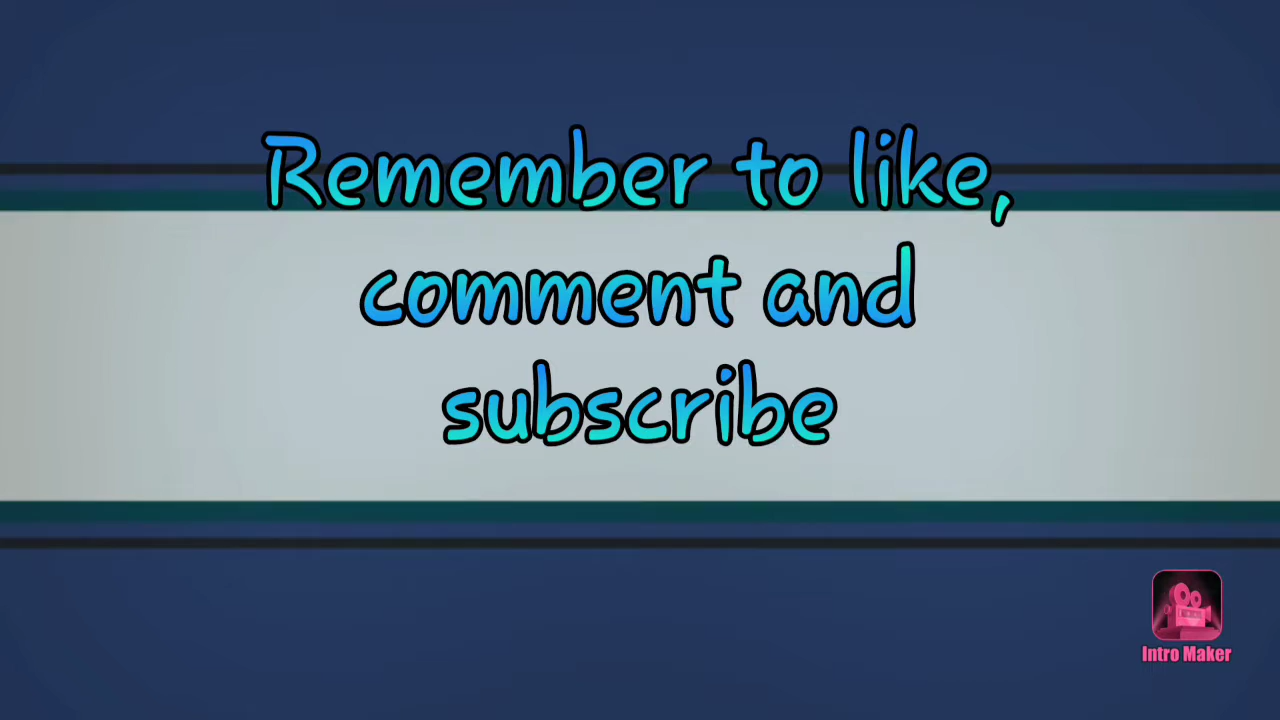 Remember to like,
comment and
subscribe
Intro Maker